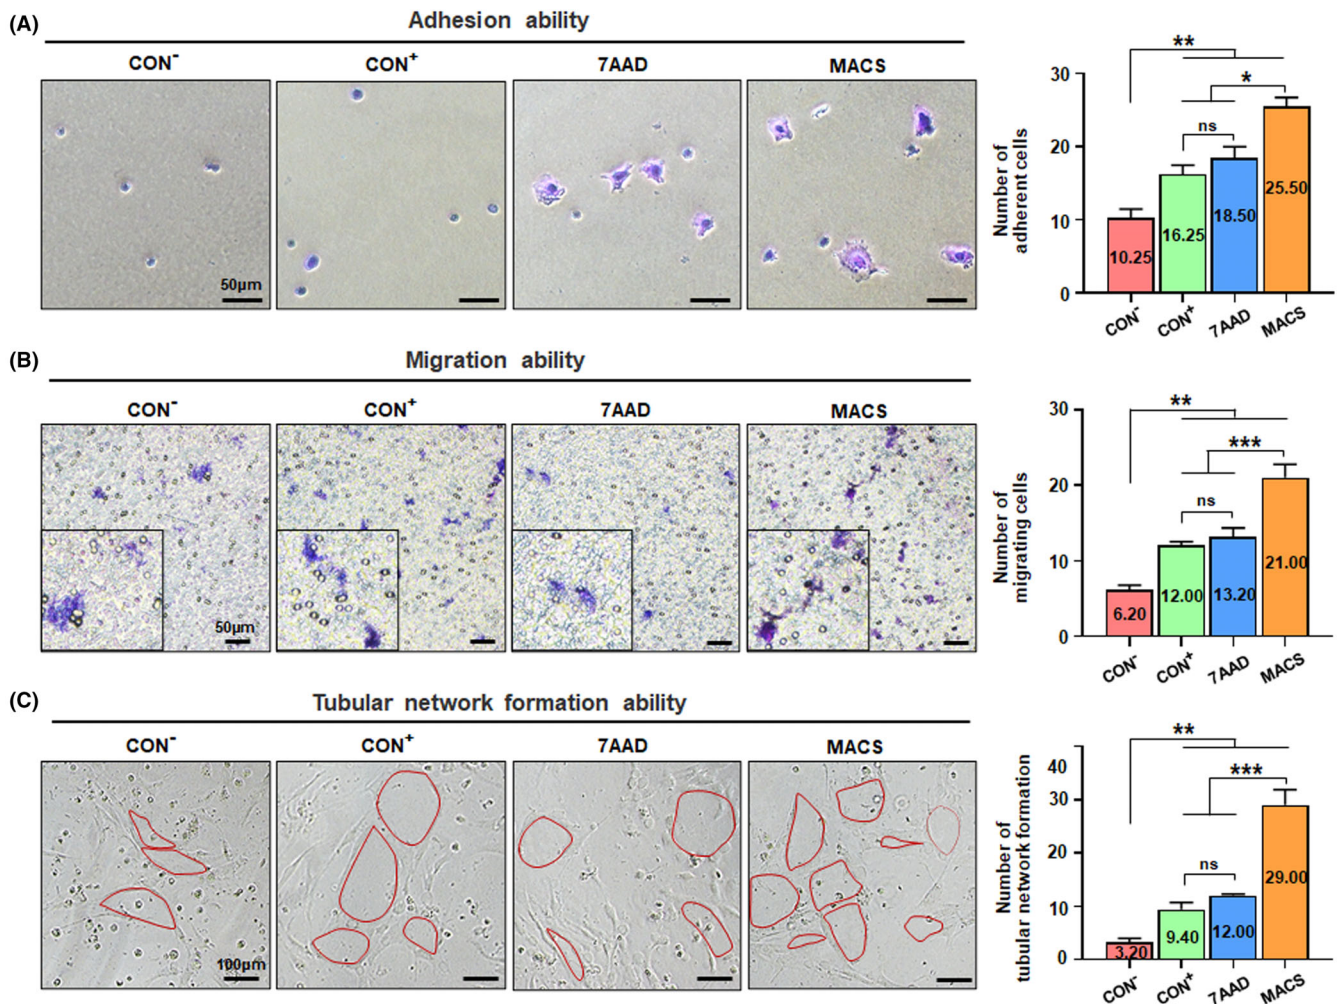 (A)
Adhesion ability
CON⁻ CON⁺ 7AAD MACS
50μm
Number of
adherent cells
30
20
10
0
** 
*
ns
10.25 16.25 18.50 25.50
CON⁻ CON⁺ 7AAD MACS
(B)
Migration ability
CON⁻ CON⁺ 7AAD MACS
50μm
Number of
migrating cells
30
20
10
0
**
***
ns
6.20 12.00 13.20 21.00
CON⁻ CON⁺ 7AAD MACS
(C)
Tubular network formation ability
CON⁻ CON⁺ 7AAD MACS
100μm
Number of
tubular network formation
40
30
20
10
0
**
***
ns
3.20 9.40 12.00 29.00
CON⁻ CON⁺ 7AAD MACS